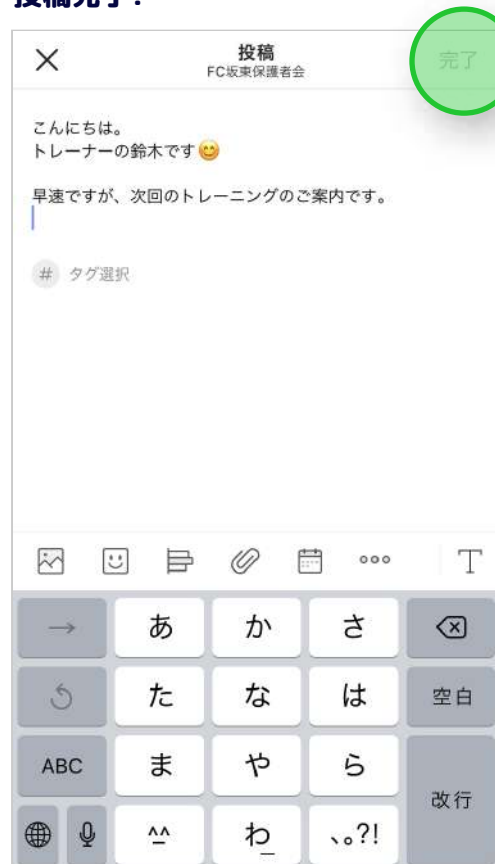 投稿完了!
投稿
FC坂東保護者会
完了
こんにちは。
トレーナーの鈴木です😊
早速ですが、次回のトレーニングのご案内です。
# タグ選択
T
→ あ か さ
た な は 空白
ABC ま や ら 改行
^^ わ_ 、。?!